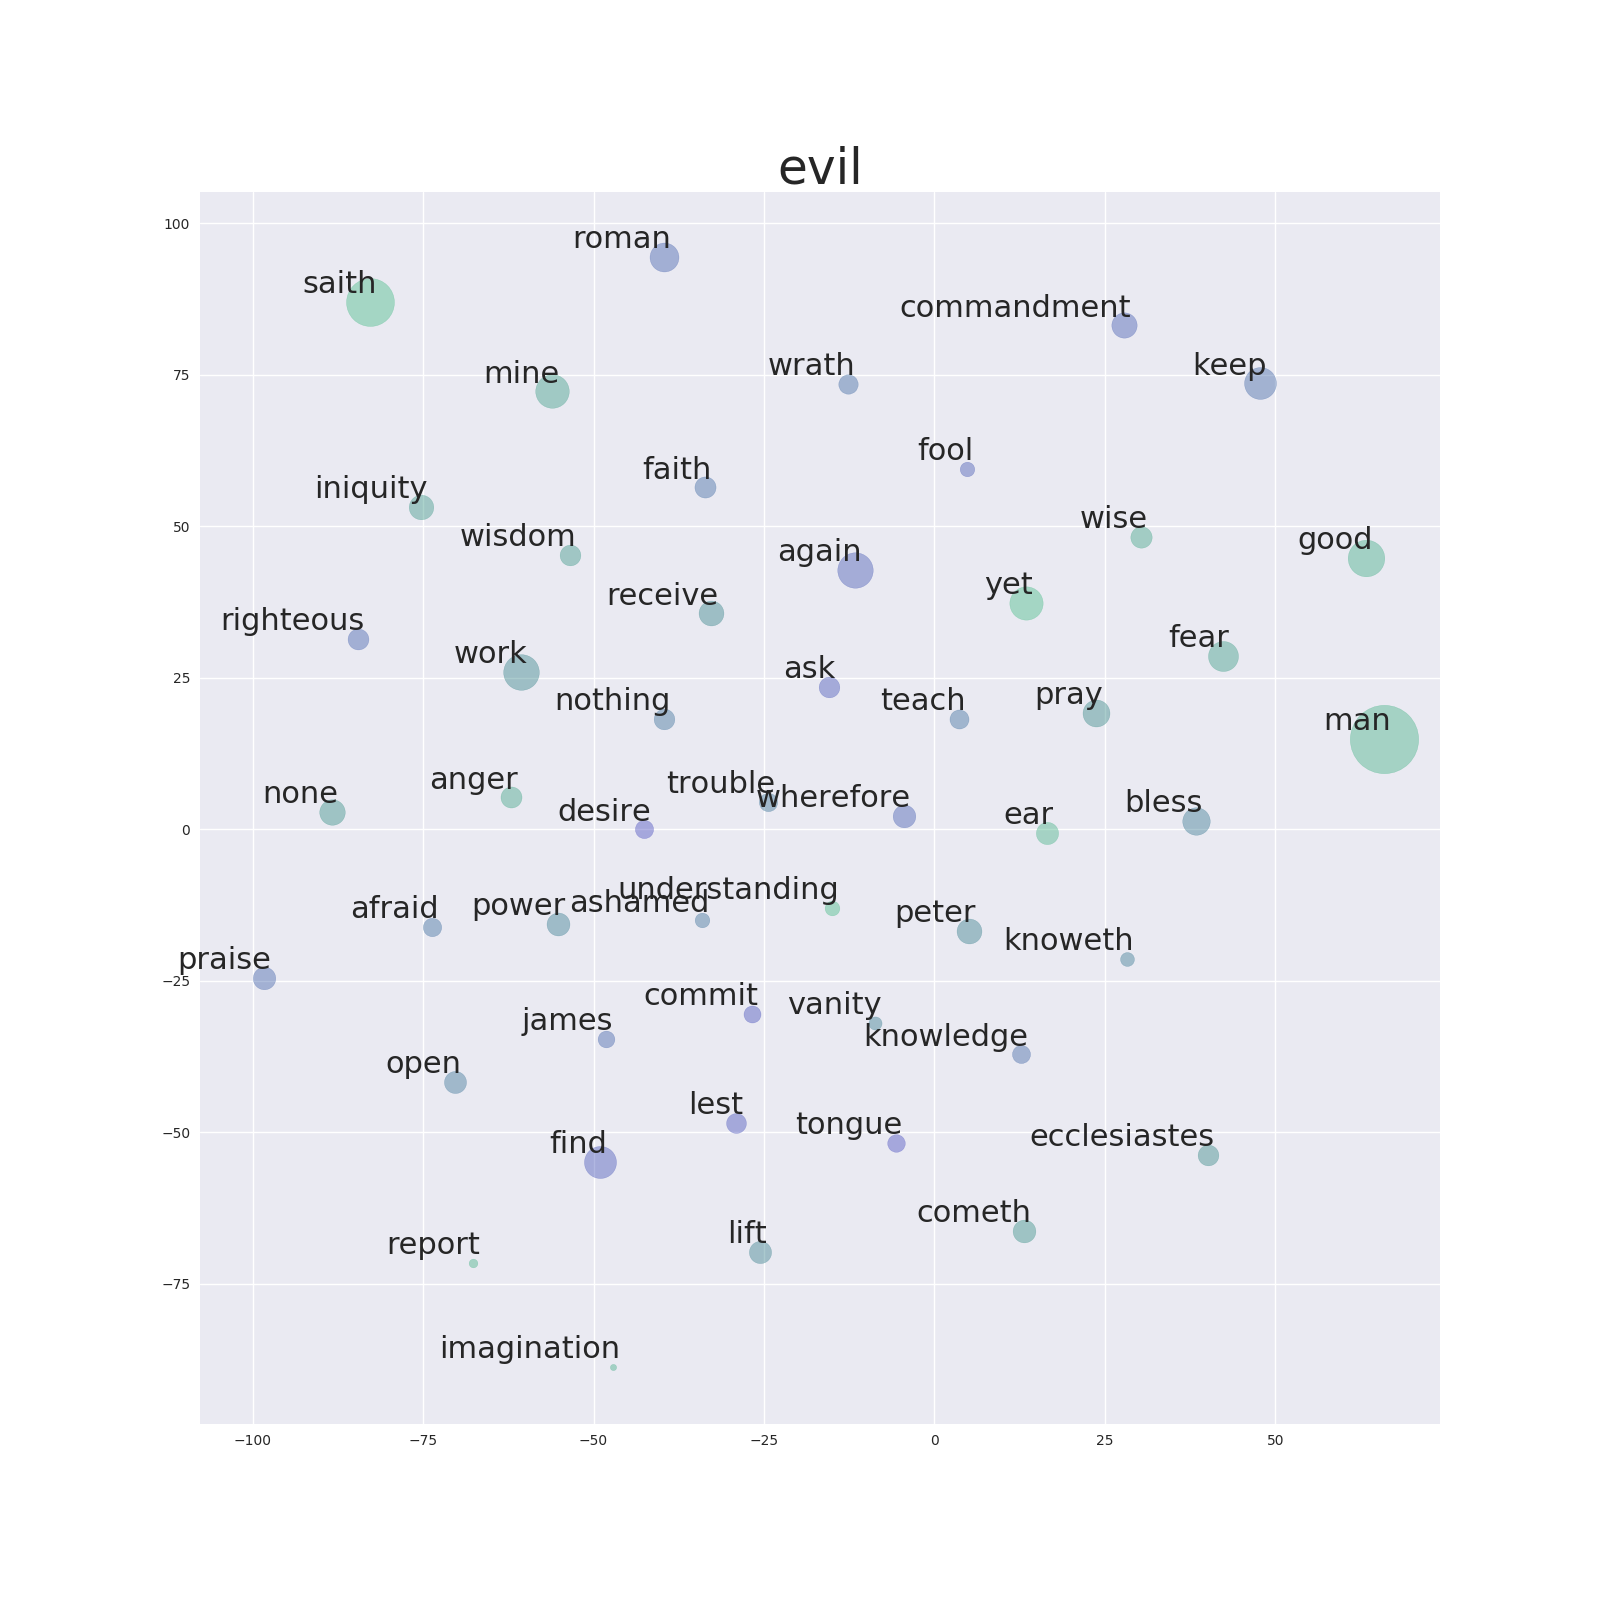 evil
100
roman
saith
commandment
mine
wrath
keep
75
fool
faith
iniquity
wise
50
wisdom
good
again
yet
receive
righteous
fear
work
ask
25
nothing
teach
pray
man
anger
trouble
none
wherefore
bless
desire
ear
0
understanding
afraid
power
ashamed
peter
knoweth
praise
−25
commit
vanity
james
knowledge
open
lest
tongue
−50
ecclesiastes
find
cometh
lift
report
−75
imagination
−100
−75
−50
−25
0
25
50